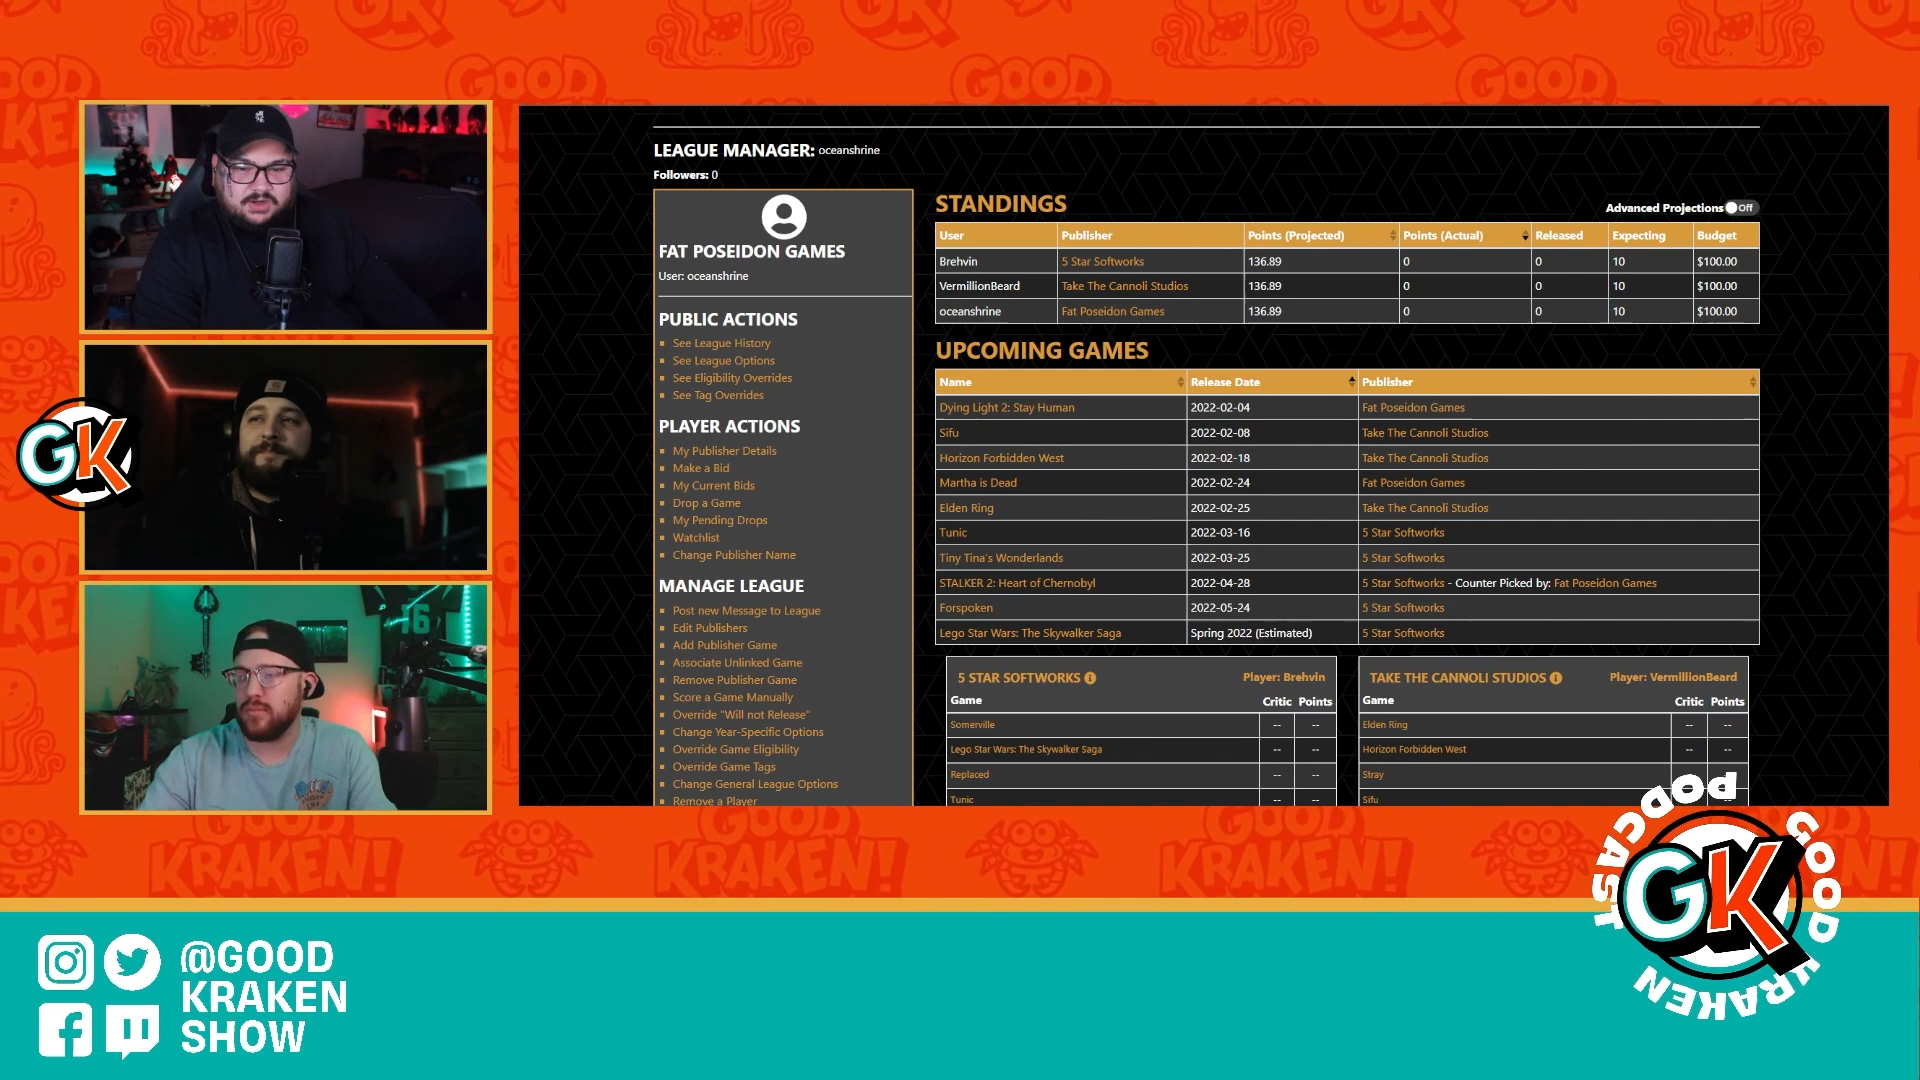 LEAGUE MANAGER: oceanshrine
Followers: 0
FAT POSEIDON GAMES
User: oceanshrine
PUBLIC ACTIONS
See League History
See League Options
See Eligibility Overrides
See Tag Overrides
PLAYER ACTIONS
My Publisher Details
Make a Bid
My Current Bids
Drop a Game
My Pending Drops
Watchlist
Change Publisher Name
MANAGE LEAGUE
Post new Message to League
Edit Publishers
Add Publisher Game
Associate Unlinked Game
Remove Publisher Game
Score a Game Manually
Override "Will not Release"
Change Year-Specific Options
Override Game Eligibility
Override Game Tags
Change General League Options
Remove a Player
STANDINGS
Advanced Projections Off
User Publisher Points (Projected) Points (Actual) Released Expecting Budget
Brehvin 5 Star Softworks 136.89 0 0 10 $100.00
VermillionBeard Take The Cannoli Studios 136.89 0 0 10 $100.00
oceanshrine Fat Poseidon Games 136.89 0 0 10 $100.00
UPCOMING GAMES
Name Release Date Publisher
Dying Light 2: Stay Human 2022-02-04 Fat Poseidon Games
Sifu 2022-02-08 Take The Cannoli Studios
Horizon Forbidden West 2022-02-18 Take The Cannoli Studios
Martha is Dead 2022-02-24 Fat Poseidon Games
Elden Ring 2022-02-25 Take The Cannoli Studios
Tunic 2022-03-16 5 Star Softworks
Tiny Tina's Wonderlands 2022-03-25 5 Star Softworks
STALKER 2: Heart of Chernobyl 2022-04-28 5 Star Softworks - Counter Picked by: Fat Poseidon Games
Forspoken 2022-05-24 5 Star Softworks
Lego Star Wars: The Skywalker Saga Spring 2022 (Estimated) 5 Star Softworks
5 STAR SOFTWORKS Player: Brehvin
Game Critic Points
Somerville -- --
Lego Star Wars: The Skywalker Saga -- --
Replaced -- --
Tunic -- --
TAKE THE CANNOLI STUDIOS Player: VermillionBeard
Game Critic Points
Elden Ring -- --
Horizon Forbidden West -- --
Stray -- --
Sifu
GK
16
GOOD KRAKEN PODCAST
GK
@GOOD
KRAKEN
SHOW
GOOD
KRAKEN!